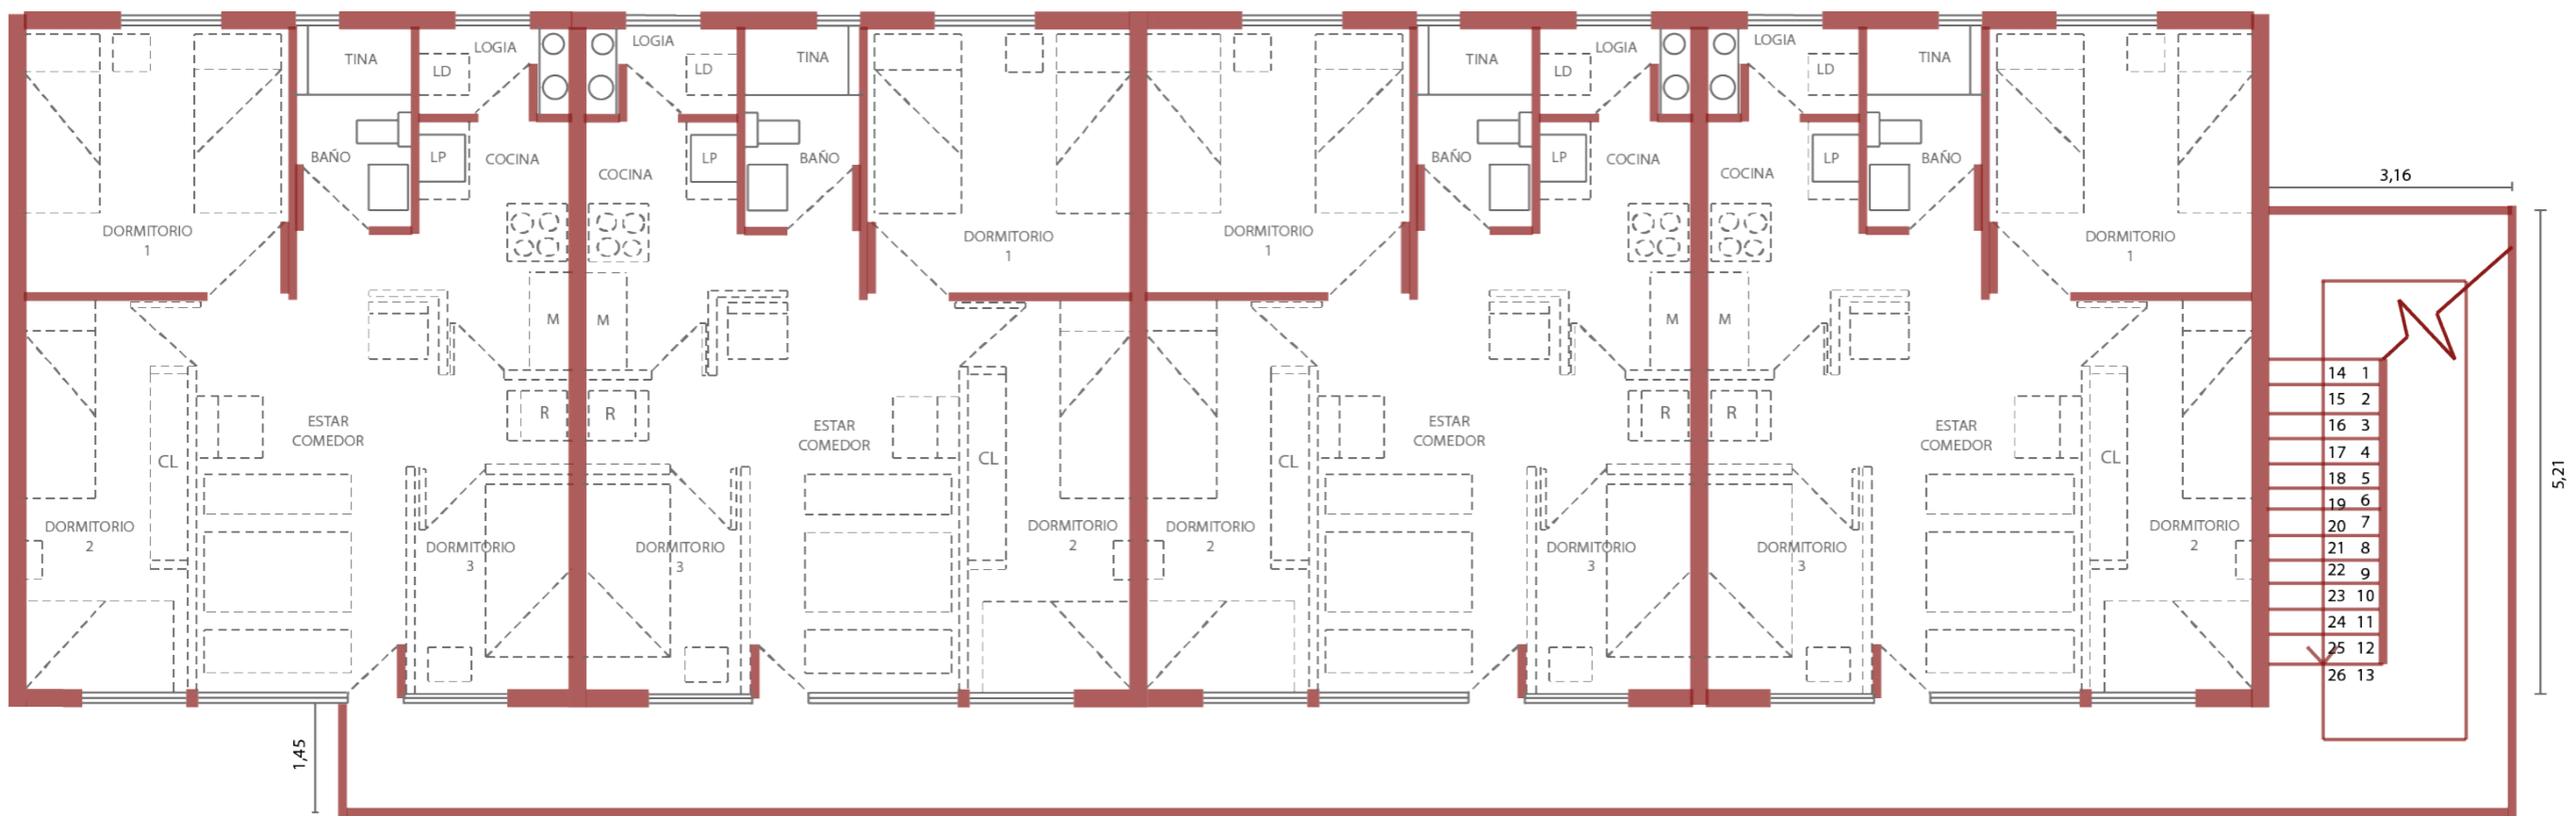 TINA
LOGIA
LD
BAÑO
LP
COCINA
DORMITORIO
1
M
R
ESTAR
COMEDOR
CL
DORMITORIO
2
DORMITORIO
3
LOGIA
LD
TINA
LP
BAÑO
COCINA
DORMITORIO
1
M
R
ESTAR
COMEDOR
CL
DORMITORIO
2
DORMITORIO
3
TINA
LOGIA
LD
BAÑO
LP
COCINA
DORMITORIO
1
M
R
ESTAR
COMEDOR
CL
DORMITORIO
2
DORMITORIO
3
LOGIA
LD
TINA
LP
BAÑO
COCINA
DORMITORIO
1
M
R
ESTAR
COMEDOR
CL
DORMITORIO
2
DORMITORIO
3
3,16
5,21
1,45
14 1
15 2
16 3
17 4
18 5
19 6
20 7
21 8
22 9
23 10
24 11
25 12
26 13